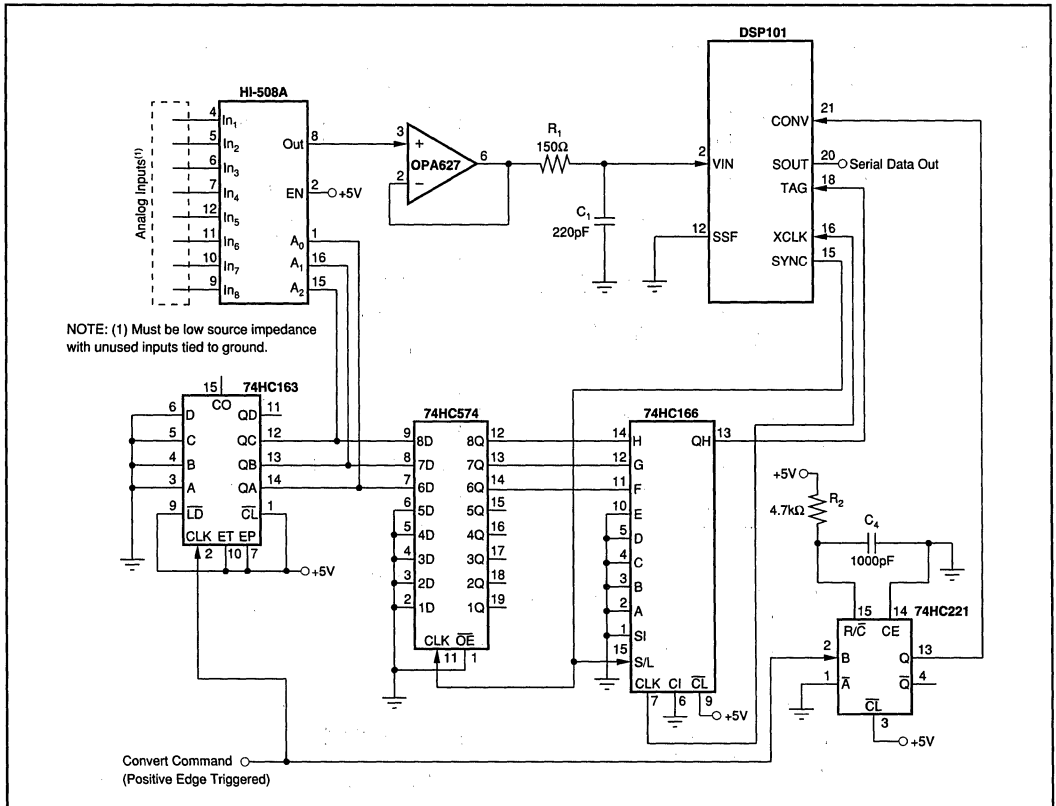 DSP101
HI-508A
Analog Inputs(1)
4 In1
5 In2
6 In3
7 In4
12 In5
11 In6
10 In7
9 In8
Out 8
EN 2 +5V
A0 1
A1 16
A2 15
3 +
OPA627 6
2 −
R1
150Ω
C1
220pF
2 VIN
12 SSF
CONV 21
SOUT 20 Serial Data Out
TAG 18
XCLK 16
SYNC 15
NOTE: (1) Must be low source impedance
with unused inputs tied to ground.
15 74HC163
CO
6 D QD 11
5 C QC 12
4 B QB 13
3 A QA 14
9 L̅D̅ C̅L̅ 1
CLK ET EP
2 10 7
+5V
74HC574
9 8D 8Q 12
8 7D 7Q 13
7 6D 6Q 14
6 5D 5Q 15
5 4D 4Q 16
4 3D 3Q 17
3 2D 2Q 18
2 1D 1Q 19
CLK O̅E̅
11 1
74HC166
14 H QH 13
12 G
11 F
10 E
5 D
4 C
3 B
2 A
1 SI
15 S/L
CLK CI C̅L̅
7 6 9
+5V
+5V
R2
4.7kΩ
C4
1000pF
15 14 74HC221
R/C̅ CE
2 B Q 13
1 A̅ Q̅ 4
C̅L̅
3
+5V
Convert Command
(Positive Edge Triggered)